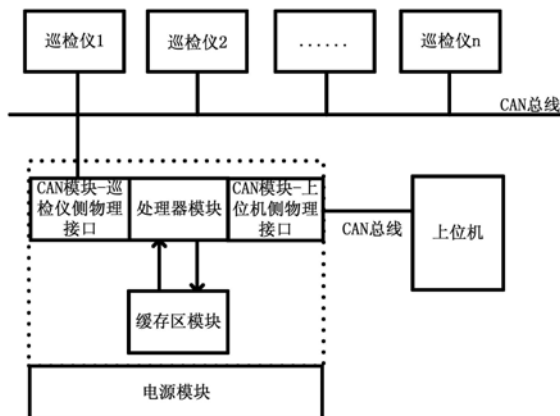 巡检仪1
巡检仪2
......
巡检仪n
CAN总线
CAN模块-巡
检仪侧物理
接口
处理器模块
CAN模块-上
位机侧物理
接口
CAN总线
上位机
缓存区模块
电源模块